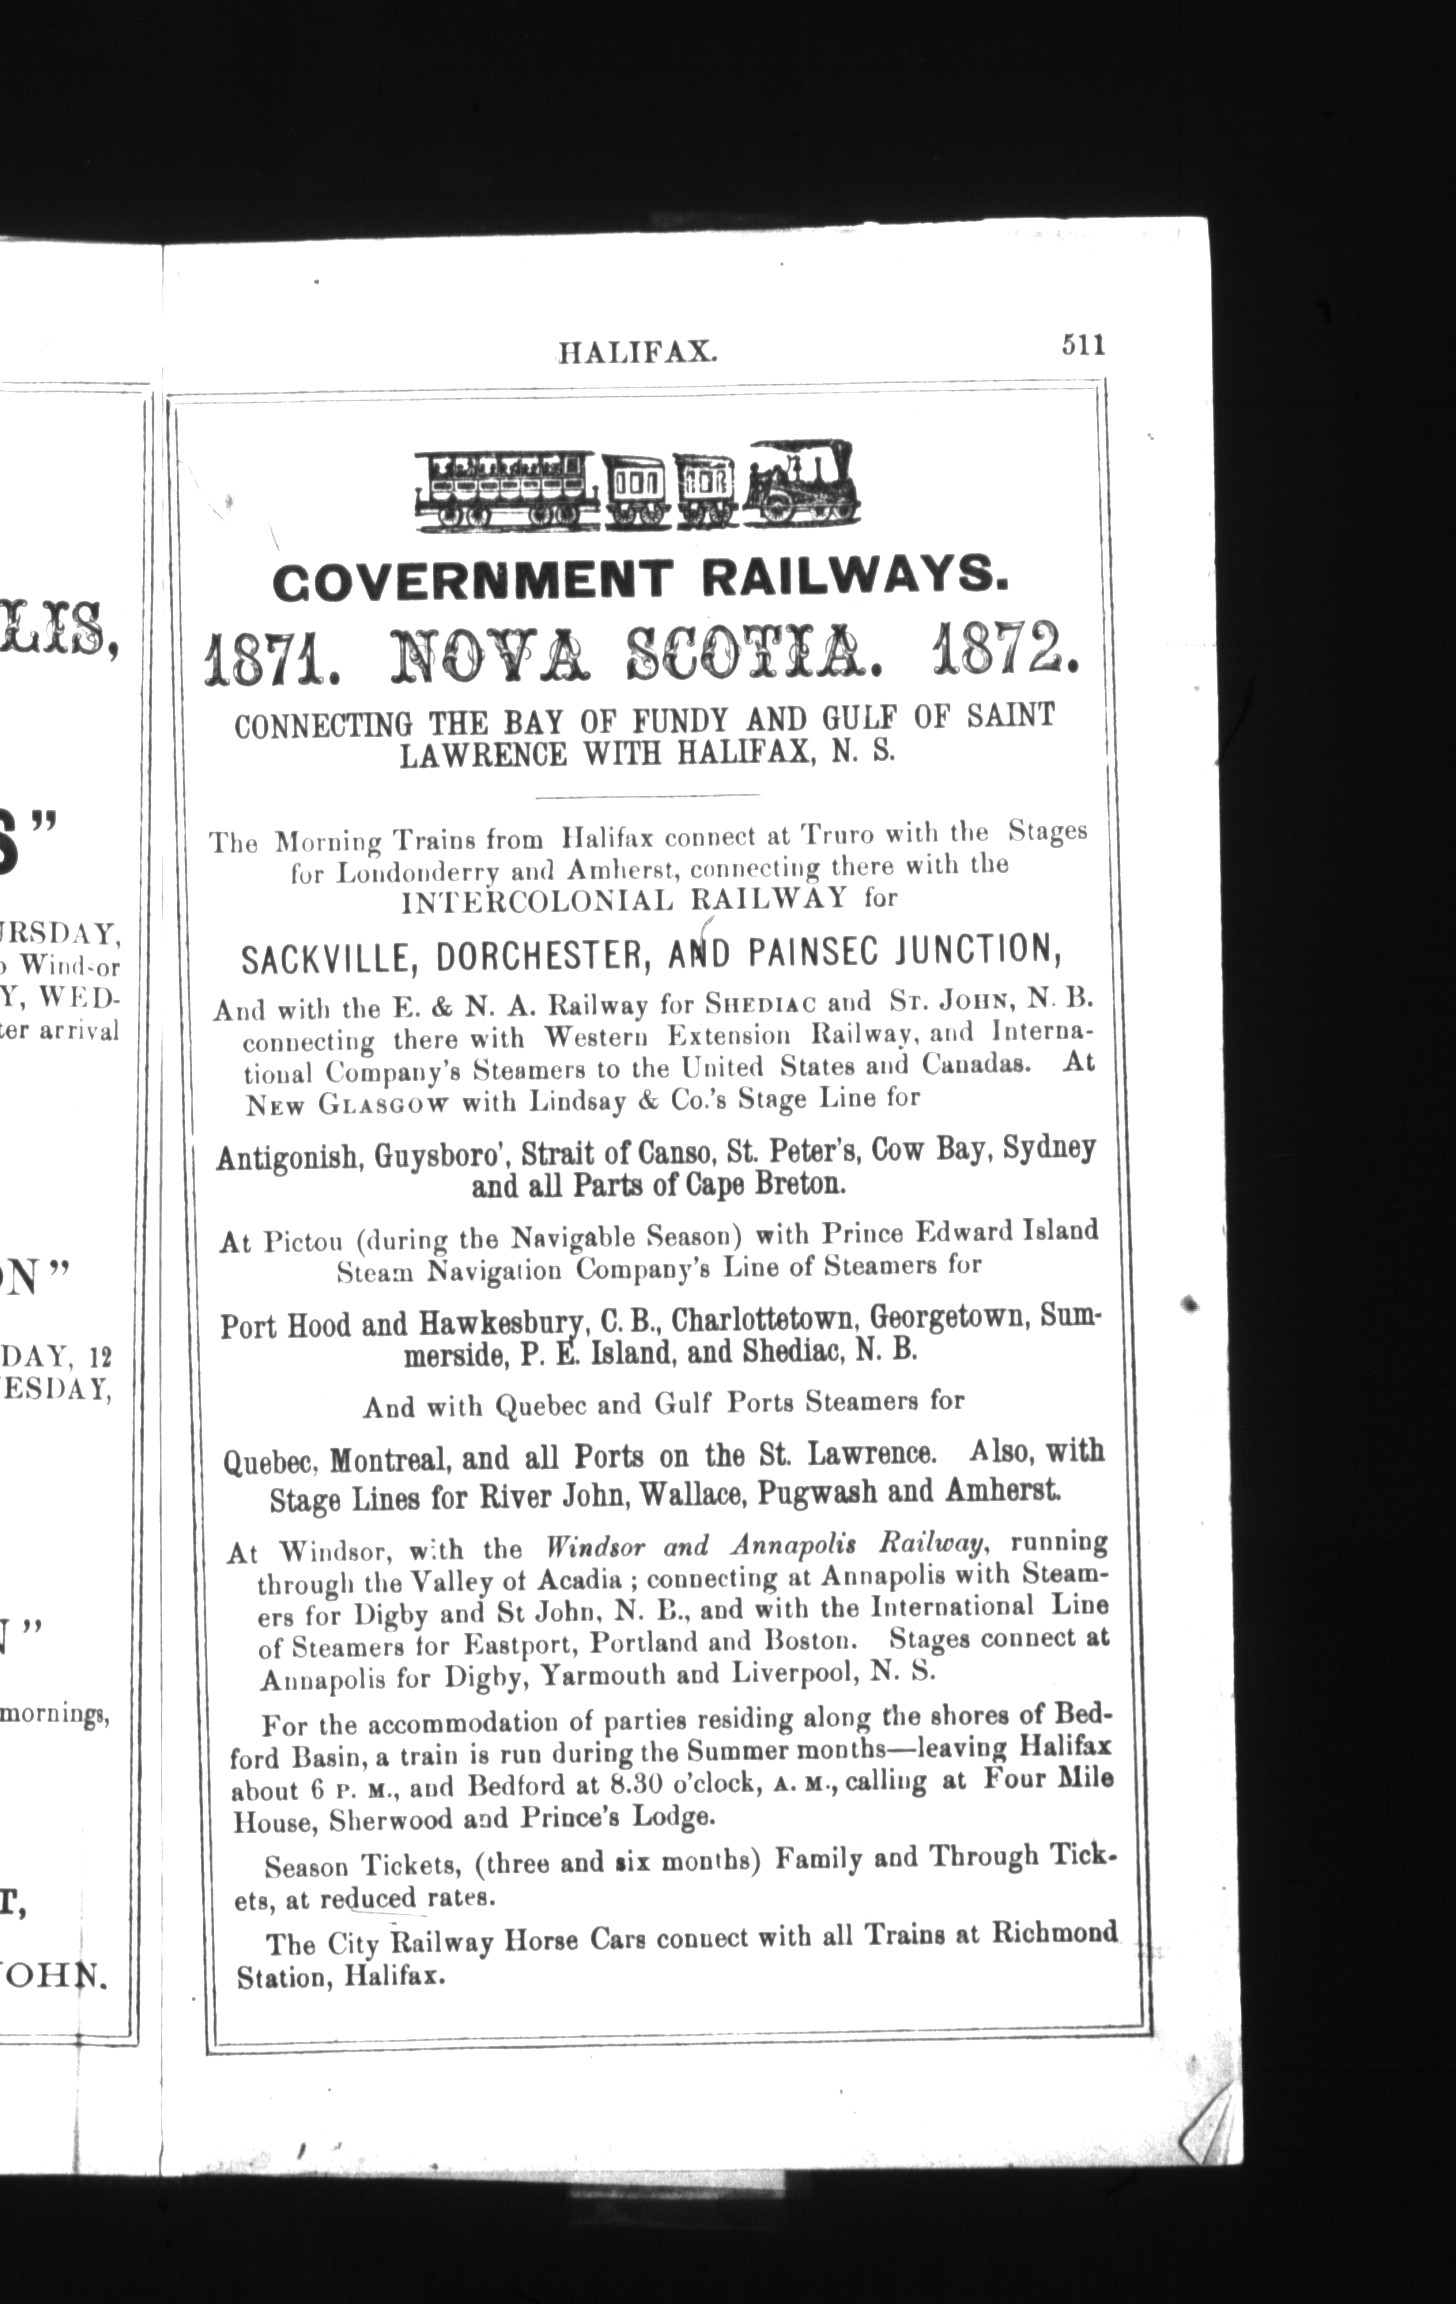 HALIFAX.
511
GOVERNMENT RAILWAYS.
1871. NOVA SCOTIA. 1872.
CONNECTING THE BAY OF FUNDY AND GULF OF SAINT
LAWRENCE WITH HALIFAX, N. S.
The Morning Trains from Halifax connect at Truro with the Stages
for Londonderry and Amherst, connecting there with the
INTERCOLONIAL RAILWAY for
SACKVILLE, DORCHESTER, AND PAINSEC JUNCTION,
And with the E. & N. A. Railway for SHEDIAC and ST. JOHN, N. B.
connecting there with Western Extension Railway, and Interna-
tional Company's Steamers to the United States and Canadas. At
NEW GLASGOW with Lindsay & Co.'s Stage Line for
Antigonish, Guysboro', Strait of Canso, St. Peter's, Cow Bay, Sydney
and all Parts of Cape Breton.
At Pictou (during the Navigable Season) with Prince Edward Island
Steam Navigation Company's Line of Steamers for
Port Hood and Hawkesbury, C. B., Charlottetown, Georgetown, Sum-
merside, P. E. Island, and Shediac, N. B.
And with Quebec and Gulf Ports Steamers for
Quebec, Montreal, and all Ports on the St. Lawrence. Also, with
Stage Lines for River John, Wallace, Pugwash and Amherst.
At Windsor, with the Windsor and Annapolis Railway, running
through the Valley of Acadia ; connecting at Annapolis with Steam-
ers for Digby and St John, N. B., and with the International Line
of Steamers for Eastport, Portland and Boston. Stages connect at
Annapolis for Digby, Yarmouth and Liverpool, N. S.
For the accommodation of parties residing along the shores of Bed-
ford Basin, a train is run during the Summer months—leaving Halifax
about 6 P. M., and Bedford at 8.30 o'clock, A. M., calling at Four Mile
House, Sherwood and Prince's Lodge.
Season Tickets, (three and six months) Family and Through Tick-
ets, at reduced rates.
The City Railway Horse Cars connect with all Trains at Richmond
Station, Halifax.
LIS,
S"
URSDAY,
o Windsor
Y, WED-
ter arrival
ON"
DAY, 12
ESDAY,
N"
mornings,
T,
OHN.